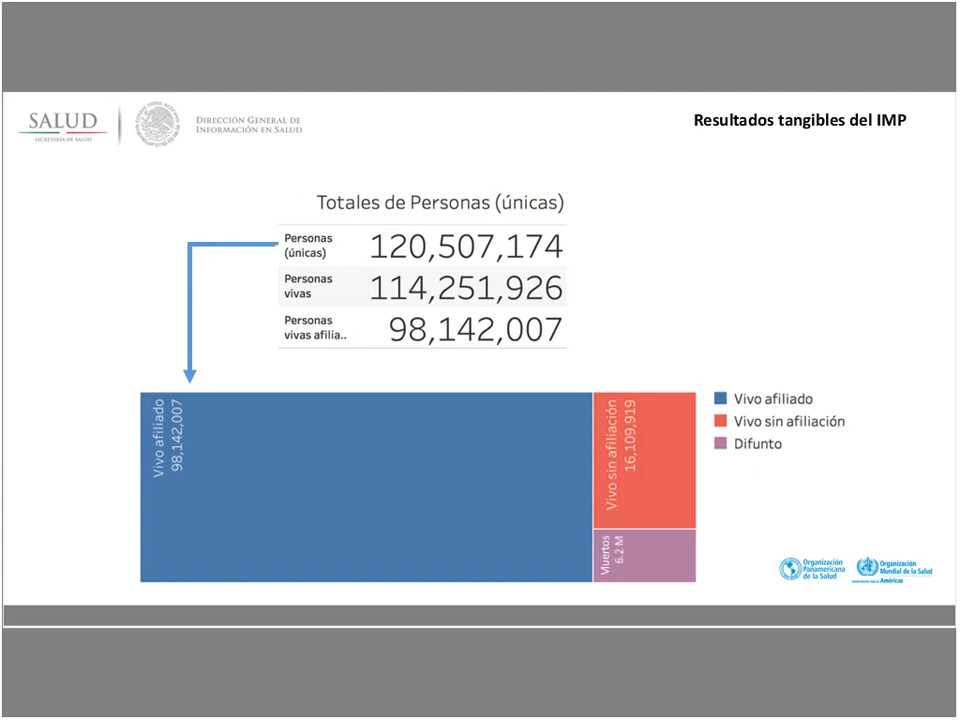 SALUD
SECRETARÍA DE SALUD
DIRECCIÓN GENERAL DE
INFORMACIÓN EN SALUD
Resultados tangibles del IMP
Totales de Personas (únicas)
Personas
(únicas)
120,507,174
Personas
vivas
114,251,926
Personas
vivas afilia..
98,142,007
Vivo afiliado
98,142,007
Vivo sin afiliación
16,109,919
Muertos
6.2 M
Vivo afiliado
Vivo sin afiliación
Difunto
Organización
Panamericana
de la Salud
Organización
Mundial de la Salud
Américas